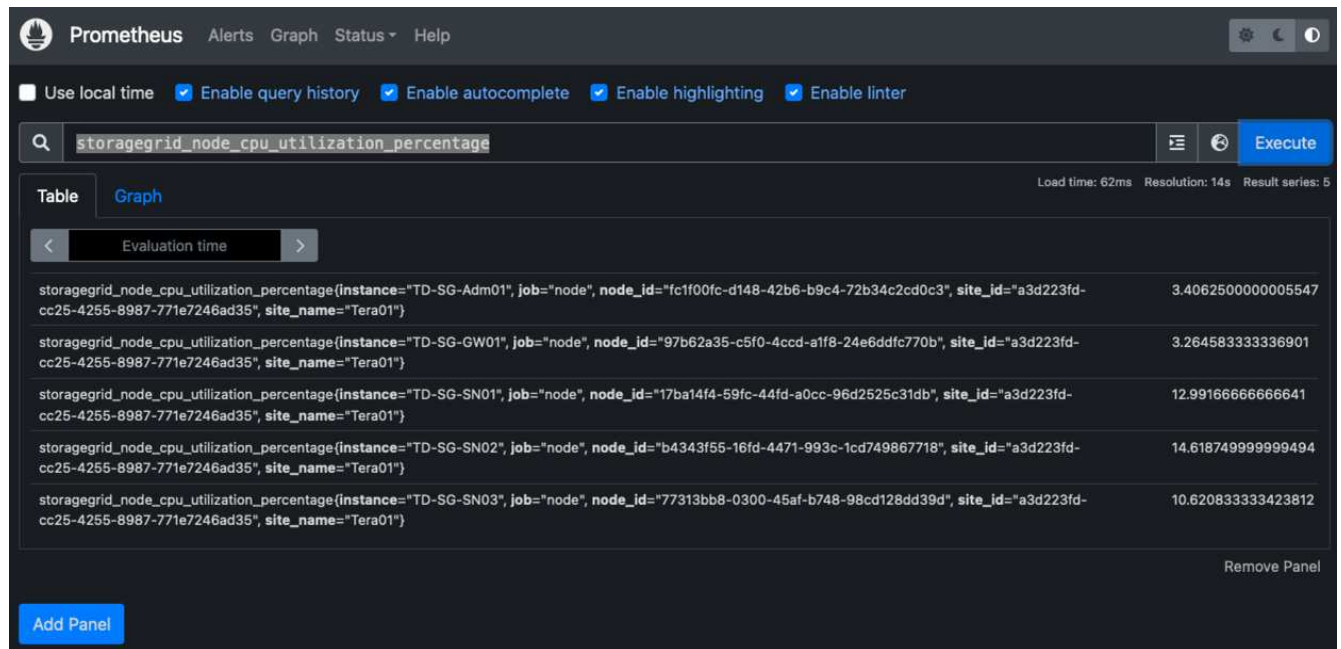 Prometheus Alerts Graph Status Help
Use local time Enable query history Enable autocomplete Enable highlighting Enable linter
storagegrid_node_cpu_utilization_percentage Execute
Table Graph Load time: 62ms Resolution: 14s Result series: 5
< Evaluation time >
storagegrid_node_cpu_utilization_percentage{instance="TD-SG-Adm01", job="node", node_id="fc1f00fc-d148-42b6-b9c4-72b34c2cd0c3", site_id="a3d223fd- 3.4062500000005547
cc25-4255-8987-771e7246ad35", site_name="Tera01"}
storagegrid_node_cpu_utilization_percentage{instance="TD-SG-GW01", job="node", node_id="97b62a35-c5f0-4ccd-a1f8-24e6ddfc770b", site_id="a3d223fd- 3.264583333336901
cc25-4255-8987-771e7246ad35", site_name="Tera01"}
storagegrid_node_cpu_utilization_percentage{instance="TD-SG-SN01", job="node", node_id="17ba14f4-59fc-44fd-a0cc-96d2525c31db", site_id="a3d223fd- 12.99166666666641
cc25-4255-8987-771e7246ad35", site_name="Tera01"}
storagegrid_node_cpu_utilization_percentage{instance="TD-SG-SN02", job="node", node_id="b4343f55-16fd-4471-993c-1cd749867718", site_id="a3d223fd- 14.618749999999494
cc25-4255-8987-771e7246ad35", site_name="Tera01"}
storagegrid_node_cpu_utilization_percentage{instance="TD-SG-SN03", job="node", node_id="77313bb8-0300-45af-b748-98cd128dd39d", site_id="a3d223fd- 10.620833333423812
cc25-4255-8987-771e7246ad35", site_name="Tera01"}
Remove Panel
Add Panel